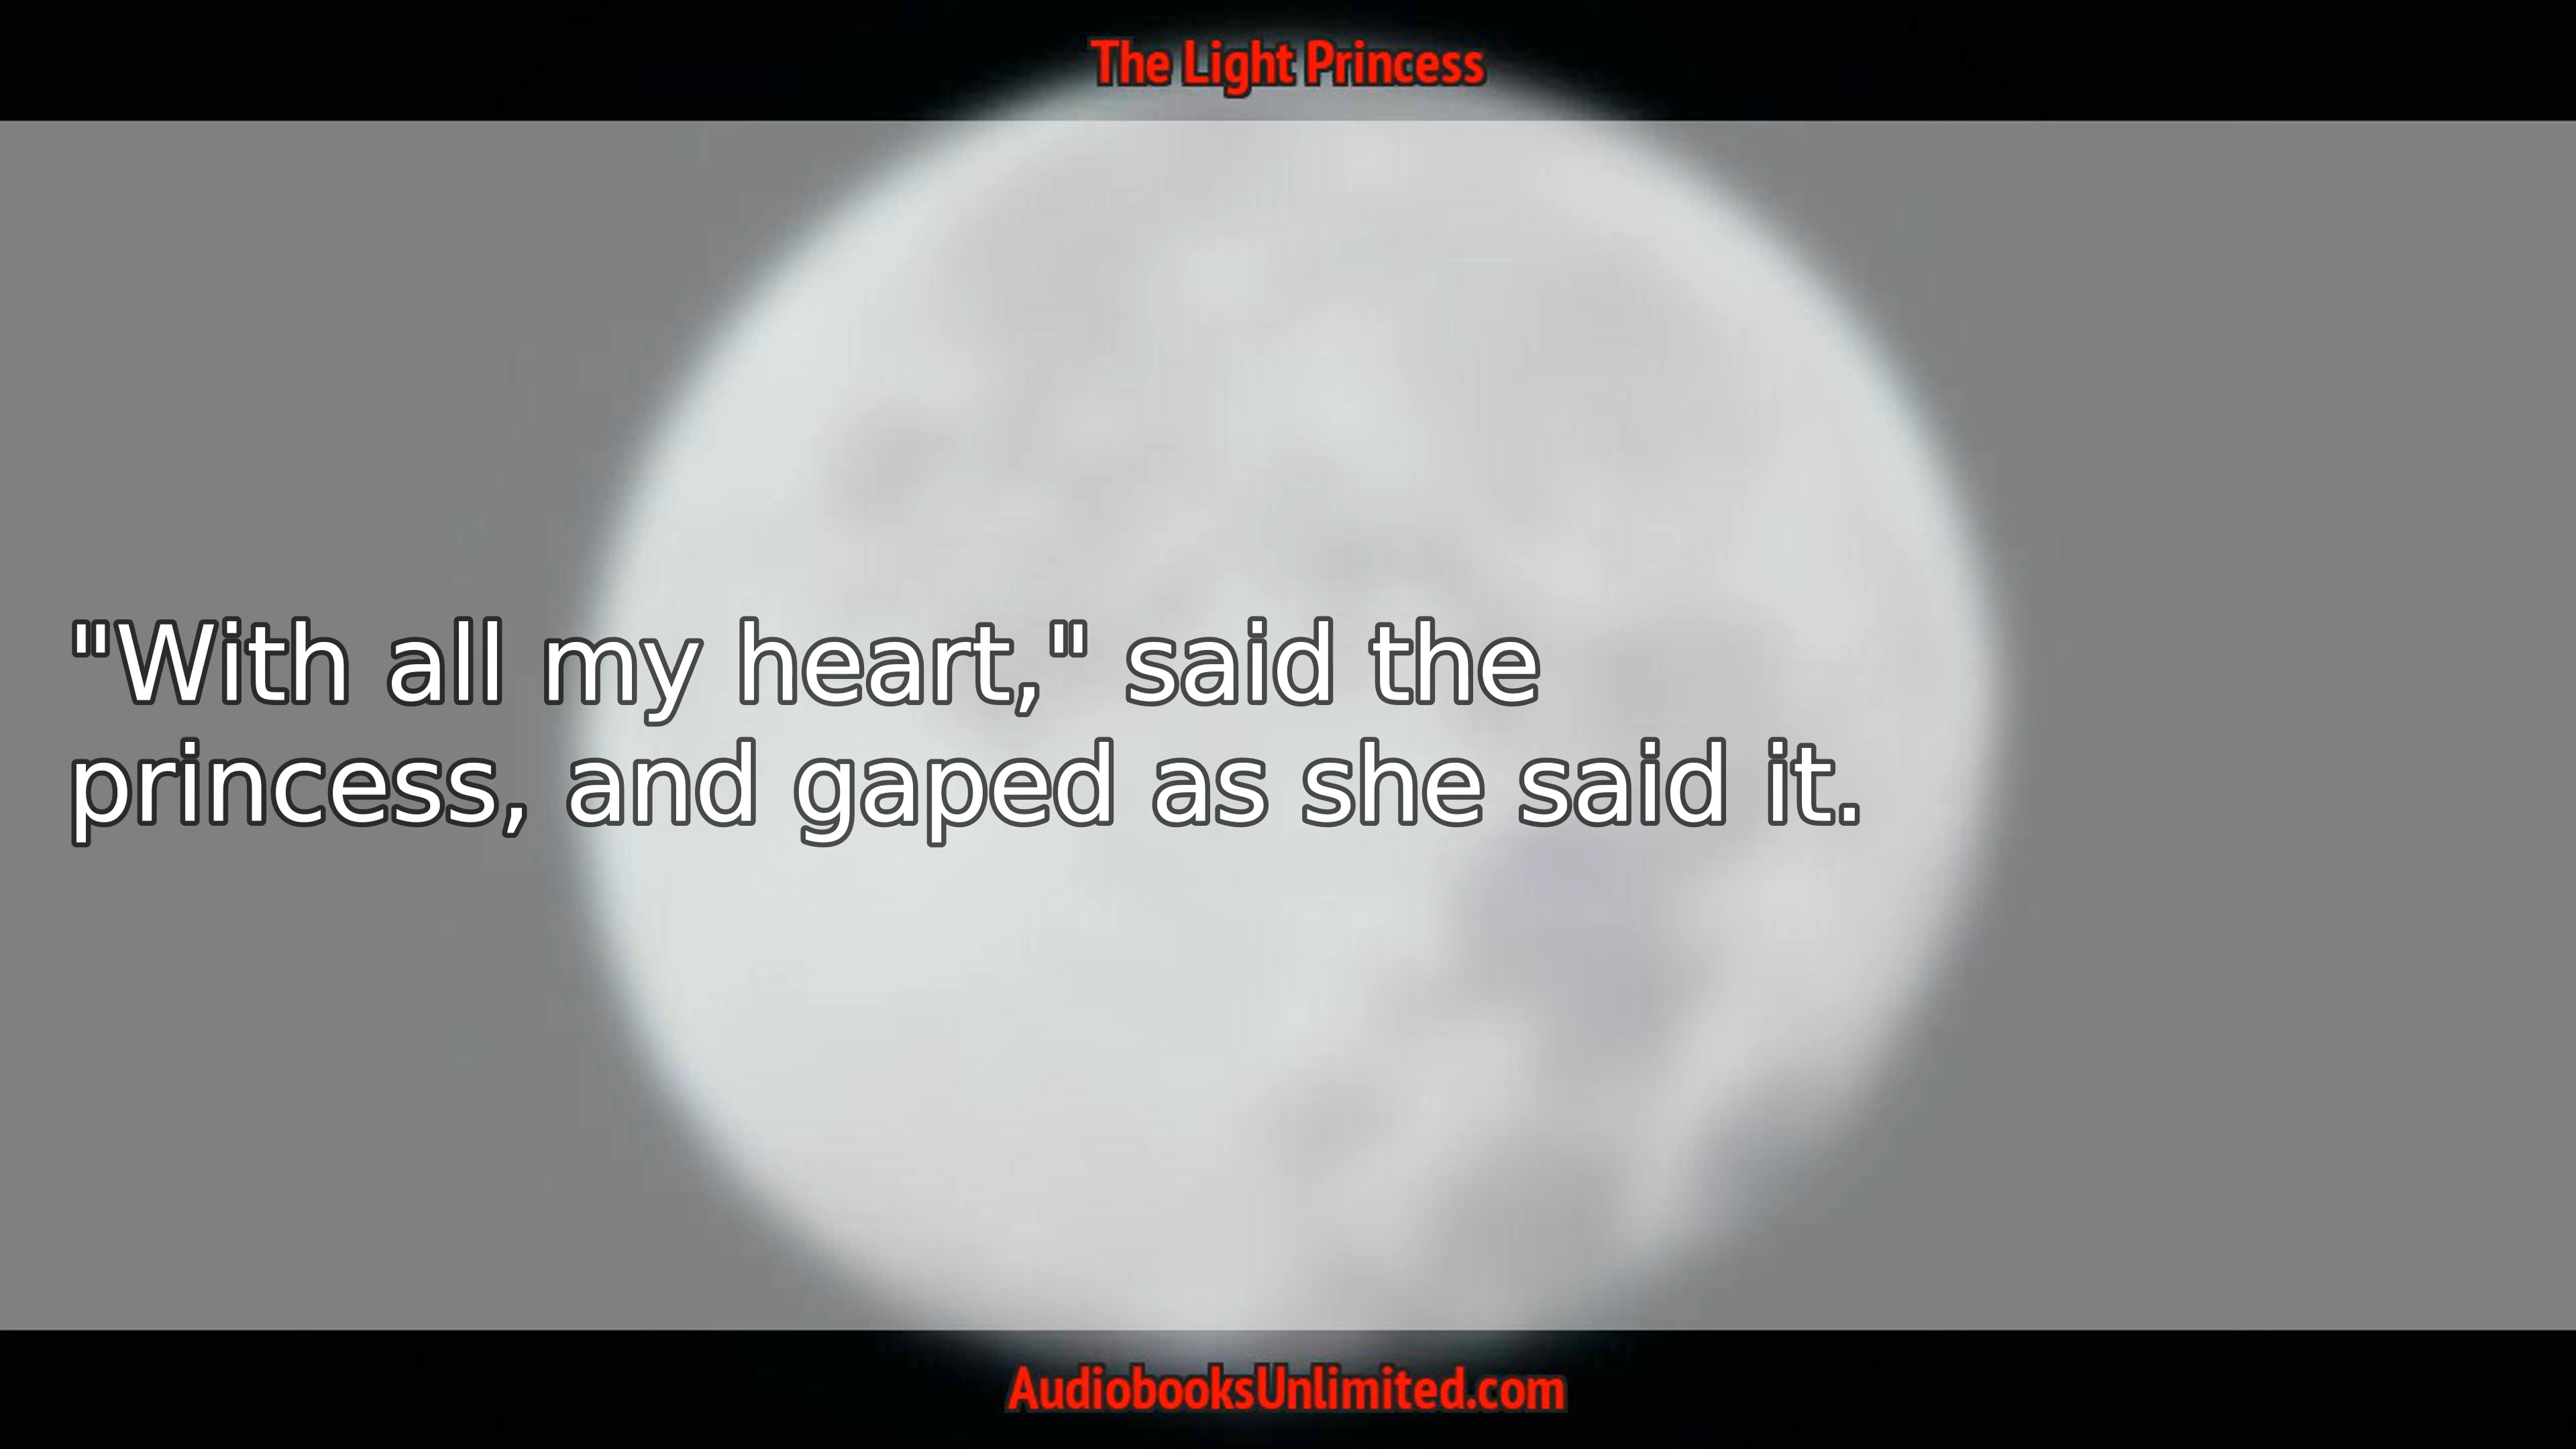 The Light Princess
"With all my heart," said the
princess, and gaped as she said it.
AudiobooksUnlimited.com